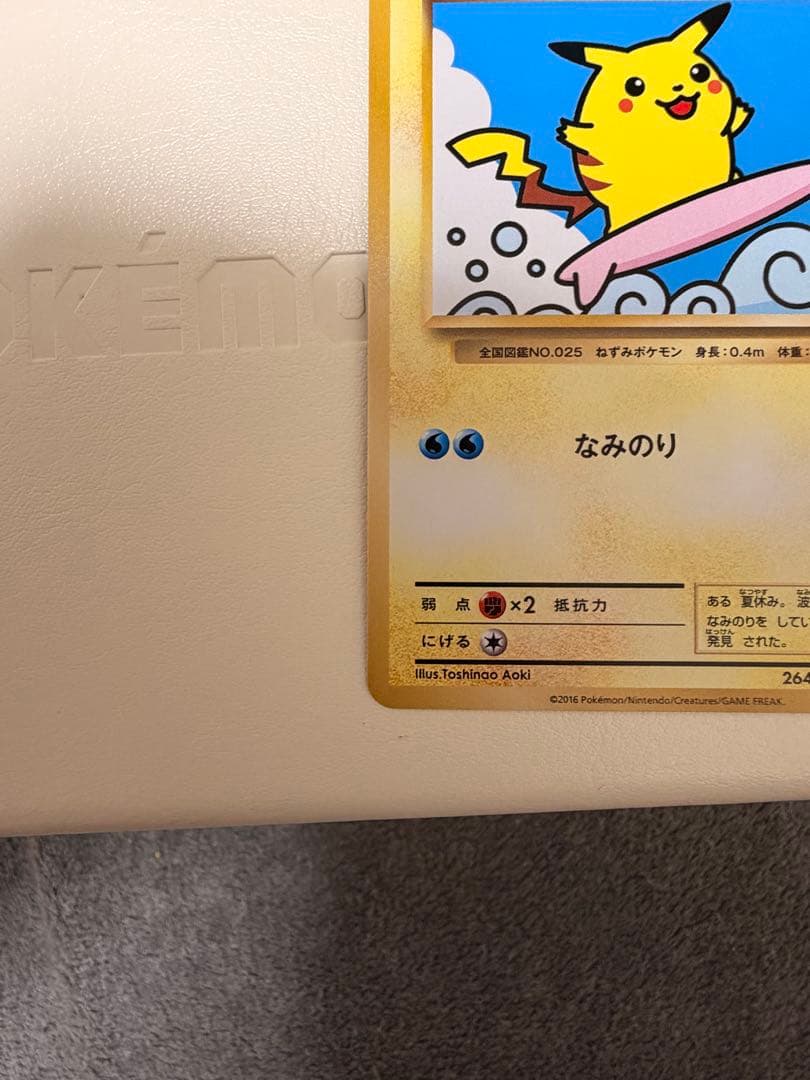 POKÉMO
全国図鑑NO.025 ねずみポケモン 身長:0.4m 体重:
なみのり
弱 点 ×2 抵抗力
にげる
ある 夏休み。 波
なみのりを してい
発見 された。
Illus.Toshinao Aoki
264
©2016 Pokémon/Nintendo/Creatures/GAME FREAK.